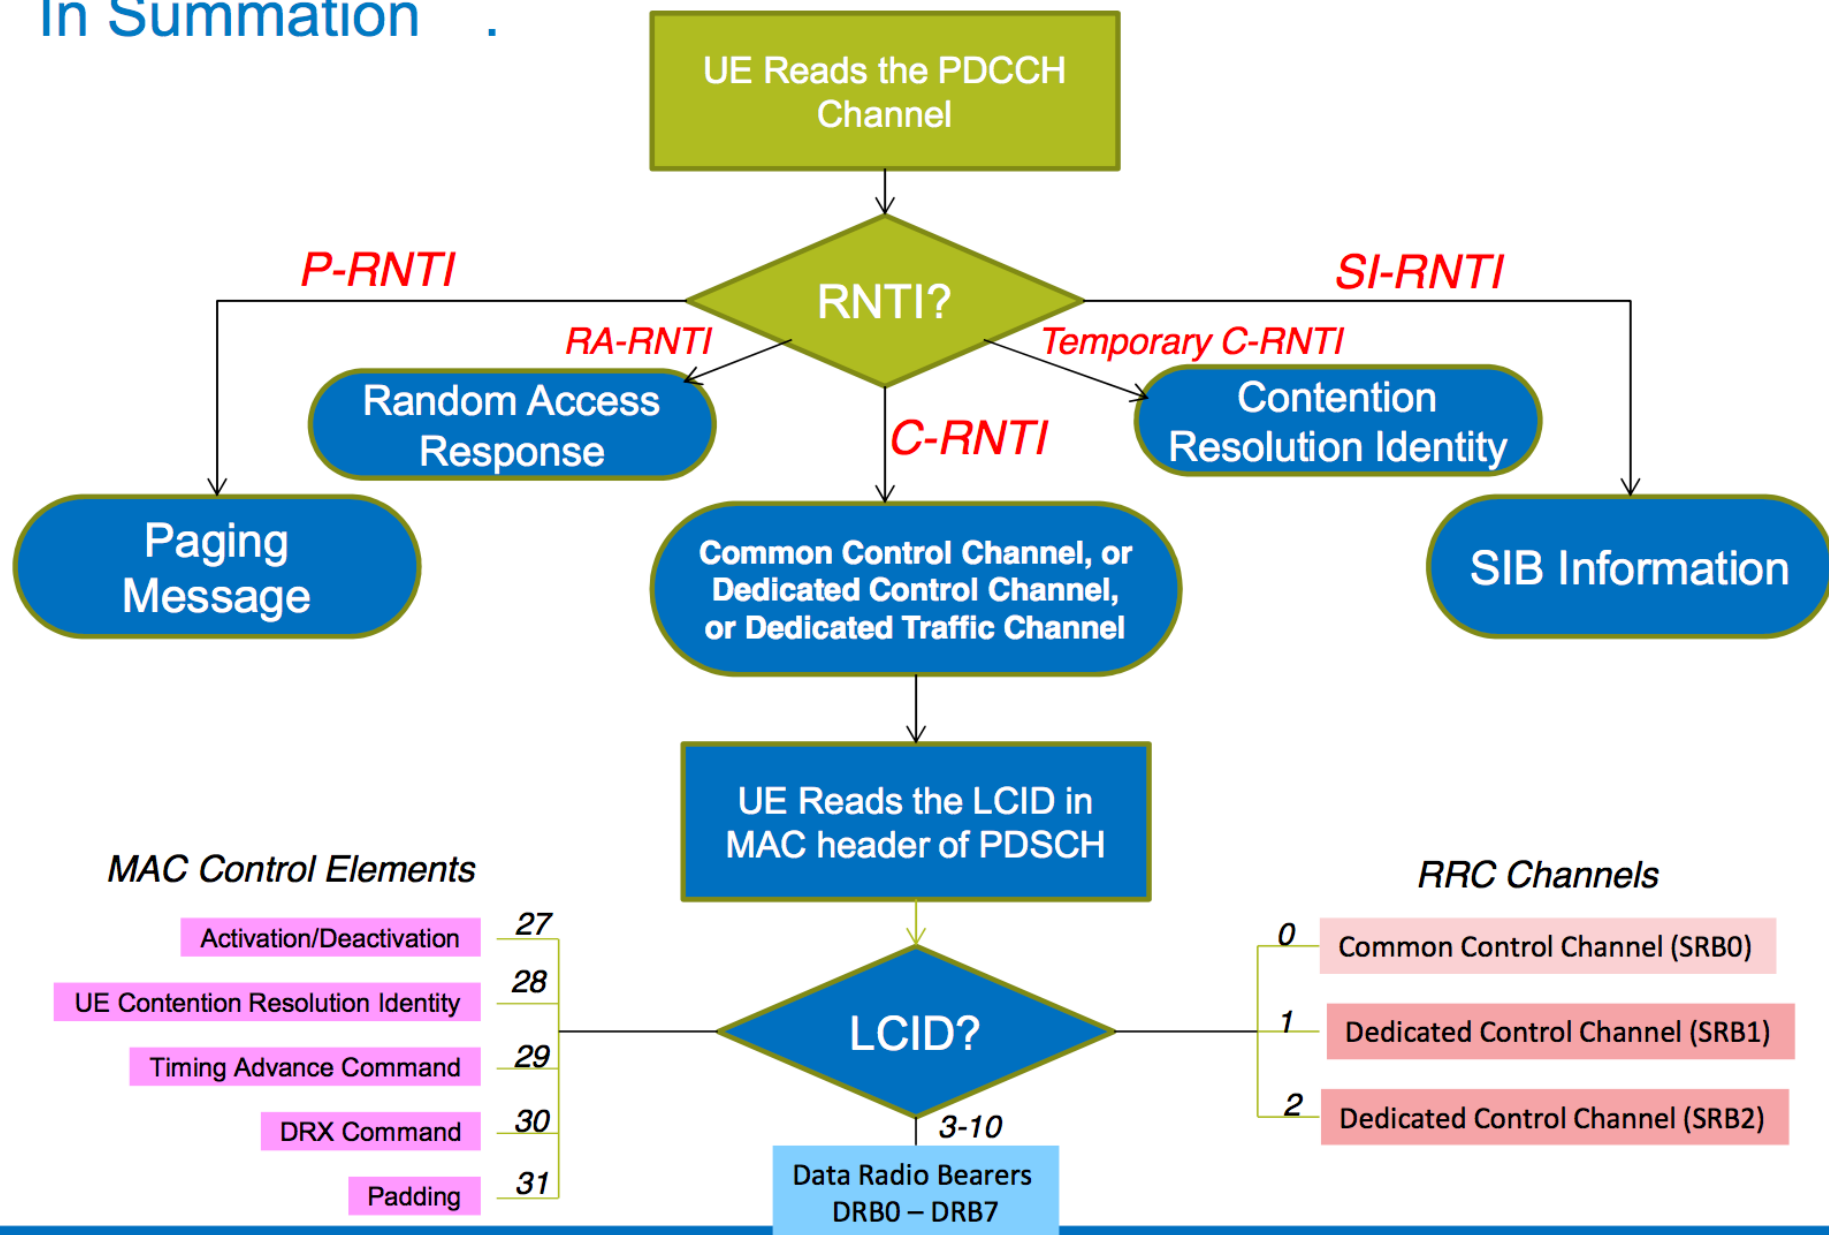 In Summation .
UE Reads the PDCCH
Channel
P-RNTI
SI-RNTI
RNTI?
RA-RNTI
Temporary C-RNTI
Random Access
Response
Contention
Resolution Identity
C-RNTI
Paging
Message
Common Control Channel, or
Dedicated Control Channel,
or Dedicated Traffic Channel
SIB Information
UE Reads the LCID in
MAC header of PDSCH
MAC Control Elements
RRC Channels
Activation/Deactivation
27
UE Contention Resolution Identity
28
Timing Advance Command
29
DRX Command
30
Padding
31
LCID?
0
Common Control Channel (SRB0)
1
Dedicated Control Channel (SRB1)
2
Dedicated Control Channel (SRB2)
3-10
Data Radio Bearers
DRB0 – DRB7